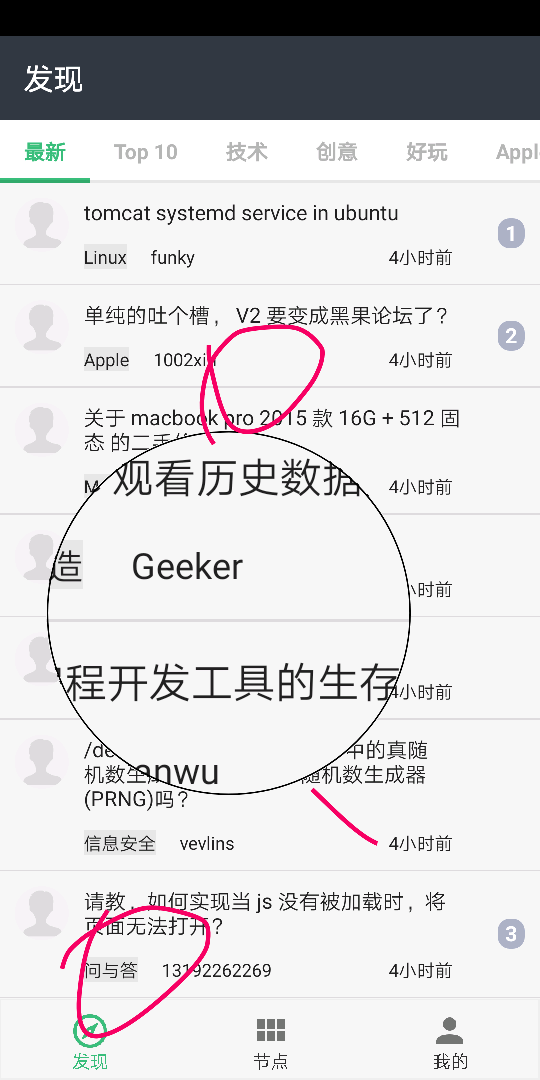 发现
最新 Top 10 技术 创意 好玩 Appl
tomcat systemd service in ubuntu
1
Linux funky 4小时前
单纯的吐个槽， V2 要变成黑果论坛了？
2
Apple 1002xi 4小时前
关于 macbook pro 2015 款 16G + 512 固
态 的二手
M 4小时前
观看历史数据
造 Geeker
小时前
程开发工具的生存
4小时前
/de 中的真随
机数生 随机数生成器
anwu
(PRNG)吗？
信息安全 vevlins 4小时前
请教，如何实现当 js 没有被加载时，将
页面无法打开？
3
问与答 13192262269 4小时前
发现 节点 我的